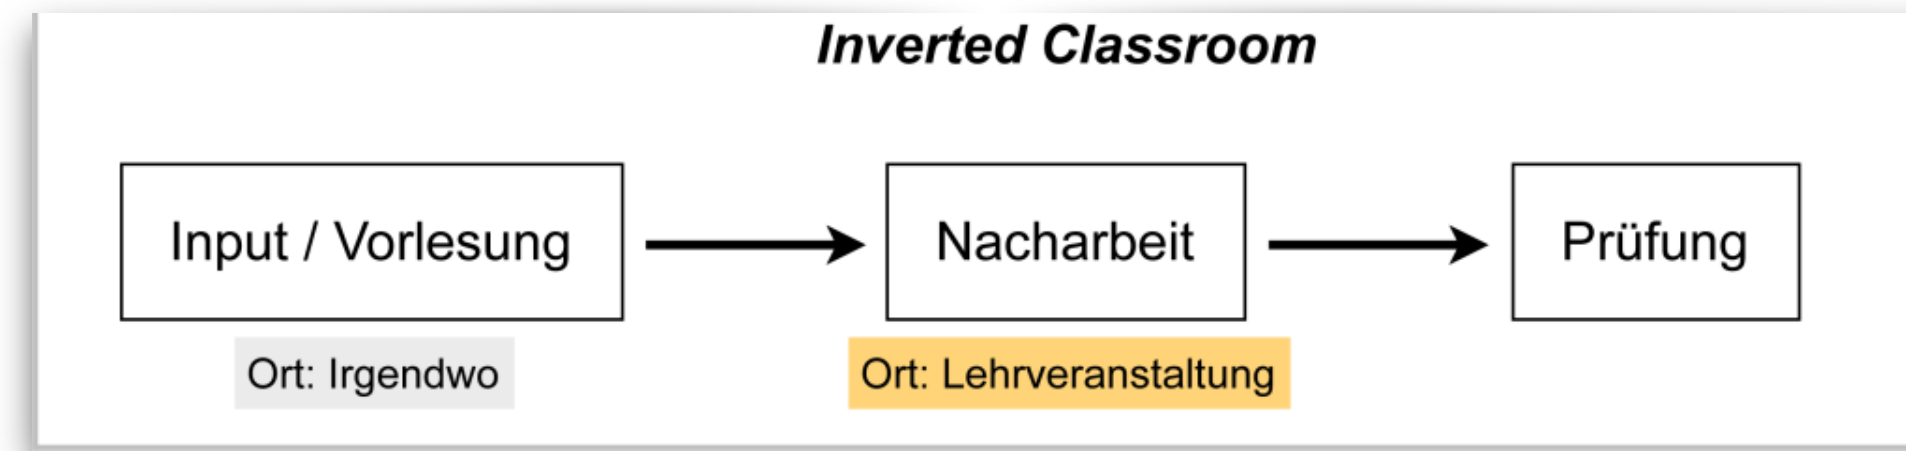 Inverted Classroom
Input / Vorlesung
Nacharbeit
Prüfung
Ort: Irgendwo
Ort: Lehrveranstaltung